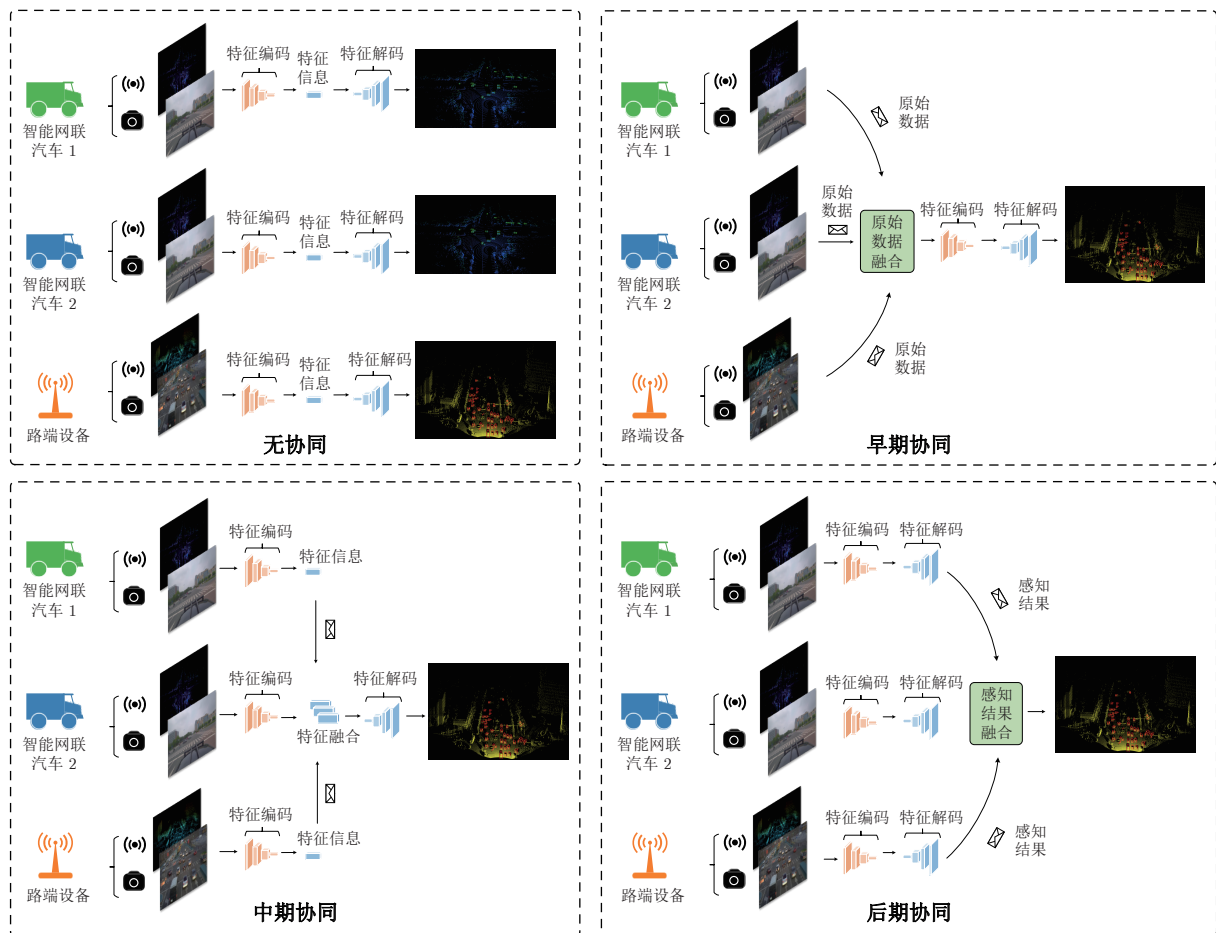 特征编码
特征
信息
特征解码
智能网联
汽车 1
特征编码
特征
信息
特征解码
智能网联
汽车 2
特征编码
特征
信息
特征解码
路端设备
无协同
智能网联
汽车 1
原始
数据
原始
数据
原始
数据
融合
特征编码
特征解码
智能网联
汽车 2
原始
数据
路端设备
早期协同
特征编码
特征信息
智能网联
汽车 1
特征编码
特征解码
特征融合
智能网联
汽车 2
特征编码
特征信息
路端设备
中期协同
特征编码
特征解码
智能网联
汽车 1
感知
结果
特征编码
特征解码
感知
结果
融合
智能网联
汽车 2
特征编码
特征解码
感知
结果
路端设备
后期协同